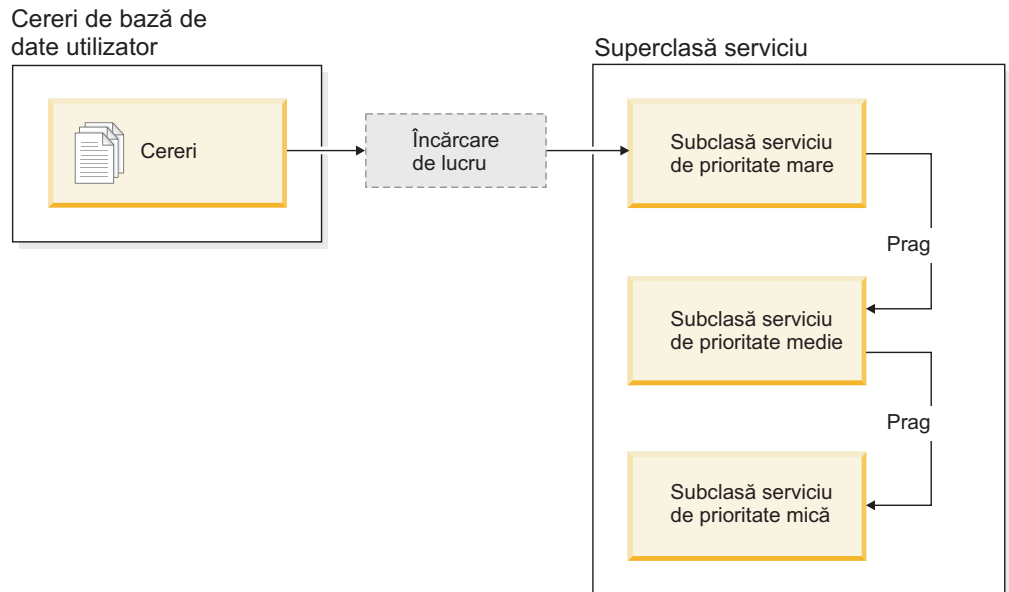 Cereri de bază de
date utilizator
Cereri
Încărcare
de lucru
Superclasă serviciu
Subclasă serviciu
de prioritate mare
Prag
Subclasă serviciu
de prioritate medie
Prag
Subclasă serviciu
de prioritate mică